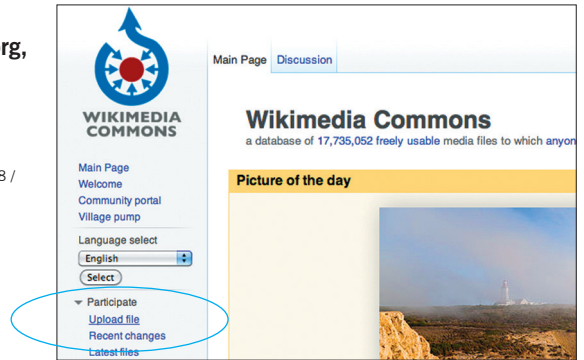 rg,
8 /
WIKIMEDIA
COMMONS
Main Page
Welcome
Community portal
Village pump
Language select
English
Select
Participate
Upload file
Recent changes
Latest files
Main Page Discussion
Wikimedia Commons
a database of 17,735,052 freely usable media files to which anyon
Picture of the day